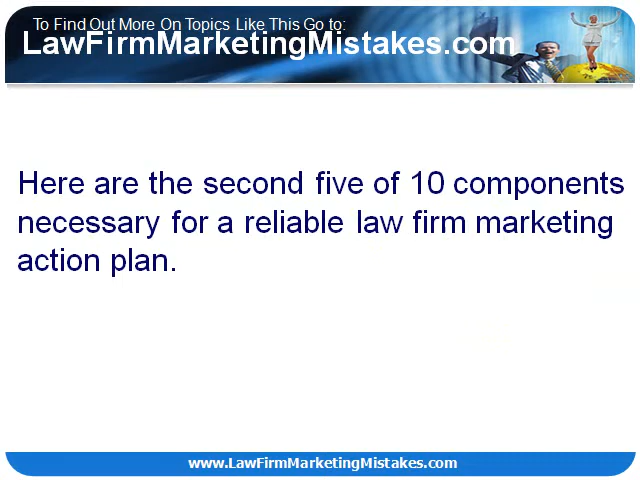 To Find Out More On Topics Like This Go to:
LawFirmMarketingMistakes.com
Here are the second five of 10 components
necessary for a reliable law firm marketing
action plan.
www.LawFirmMarketingMistakes.com